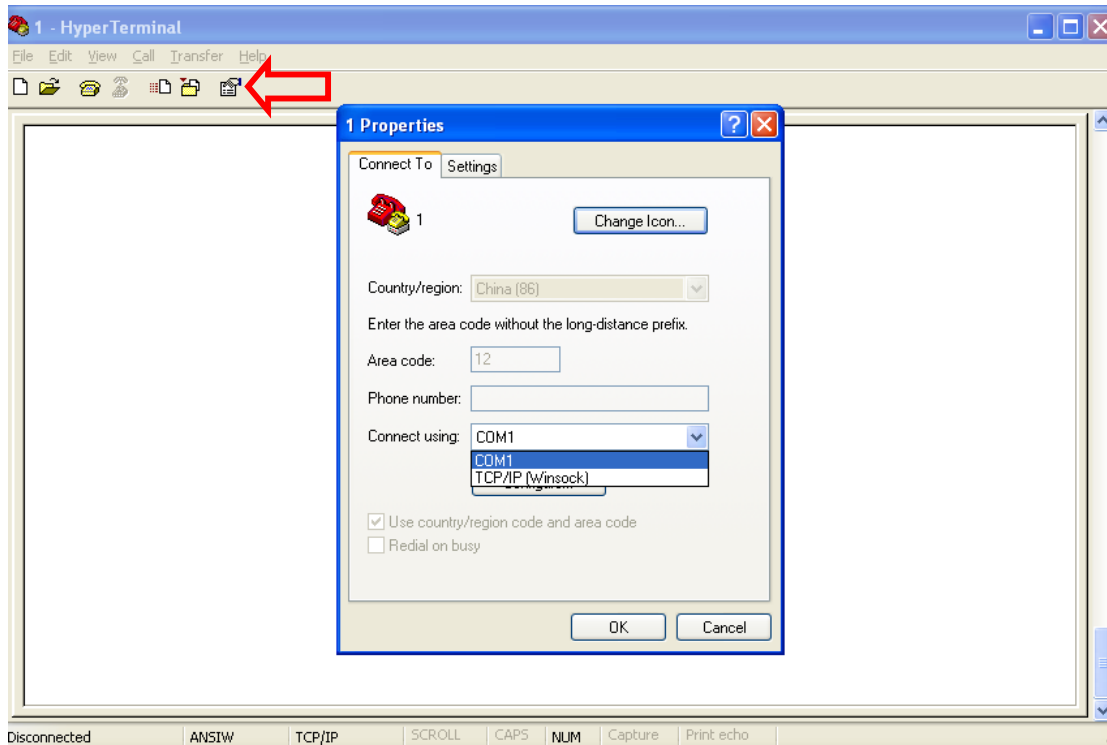 1 - HyperTerminal
File Edit View Call Transfer Help
1 Properties
Connect To Settings
1 Change Icon...
Country/region: China (86)
Enter the area code without the long-distance prefix.
Area code: 12
Phone number:
Connect using: COM1
COM1
TCP/IP (Winsock)
Use country/region code and area code
Redial on busy
OK Cancel
Disconnected ANSIW TCP/IP SCROLL CAPS NUM Capture Print echo